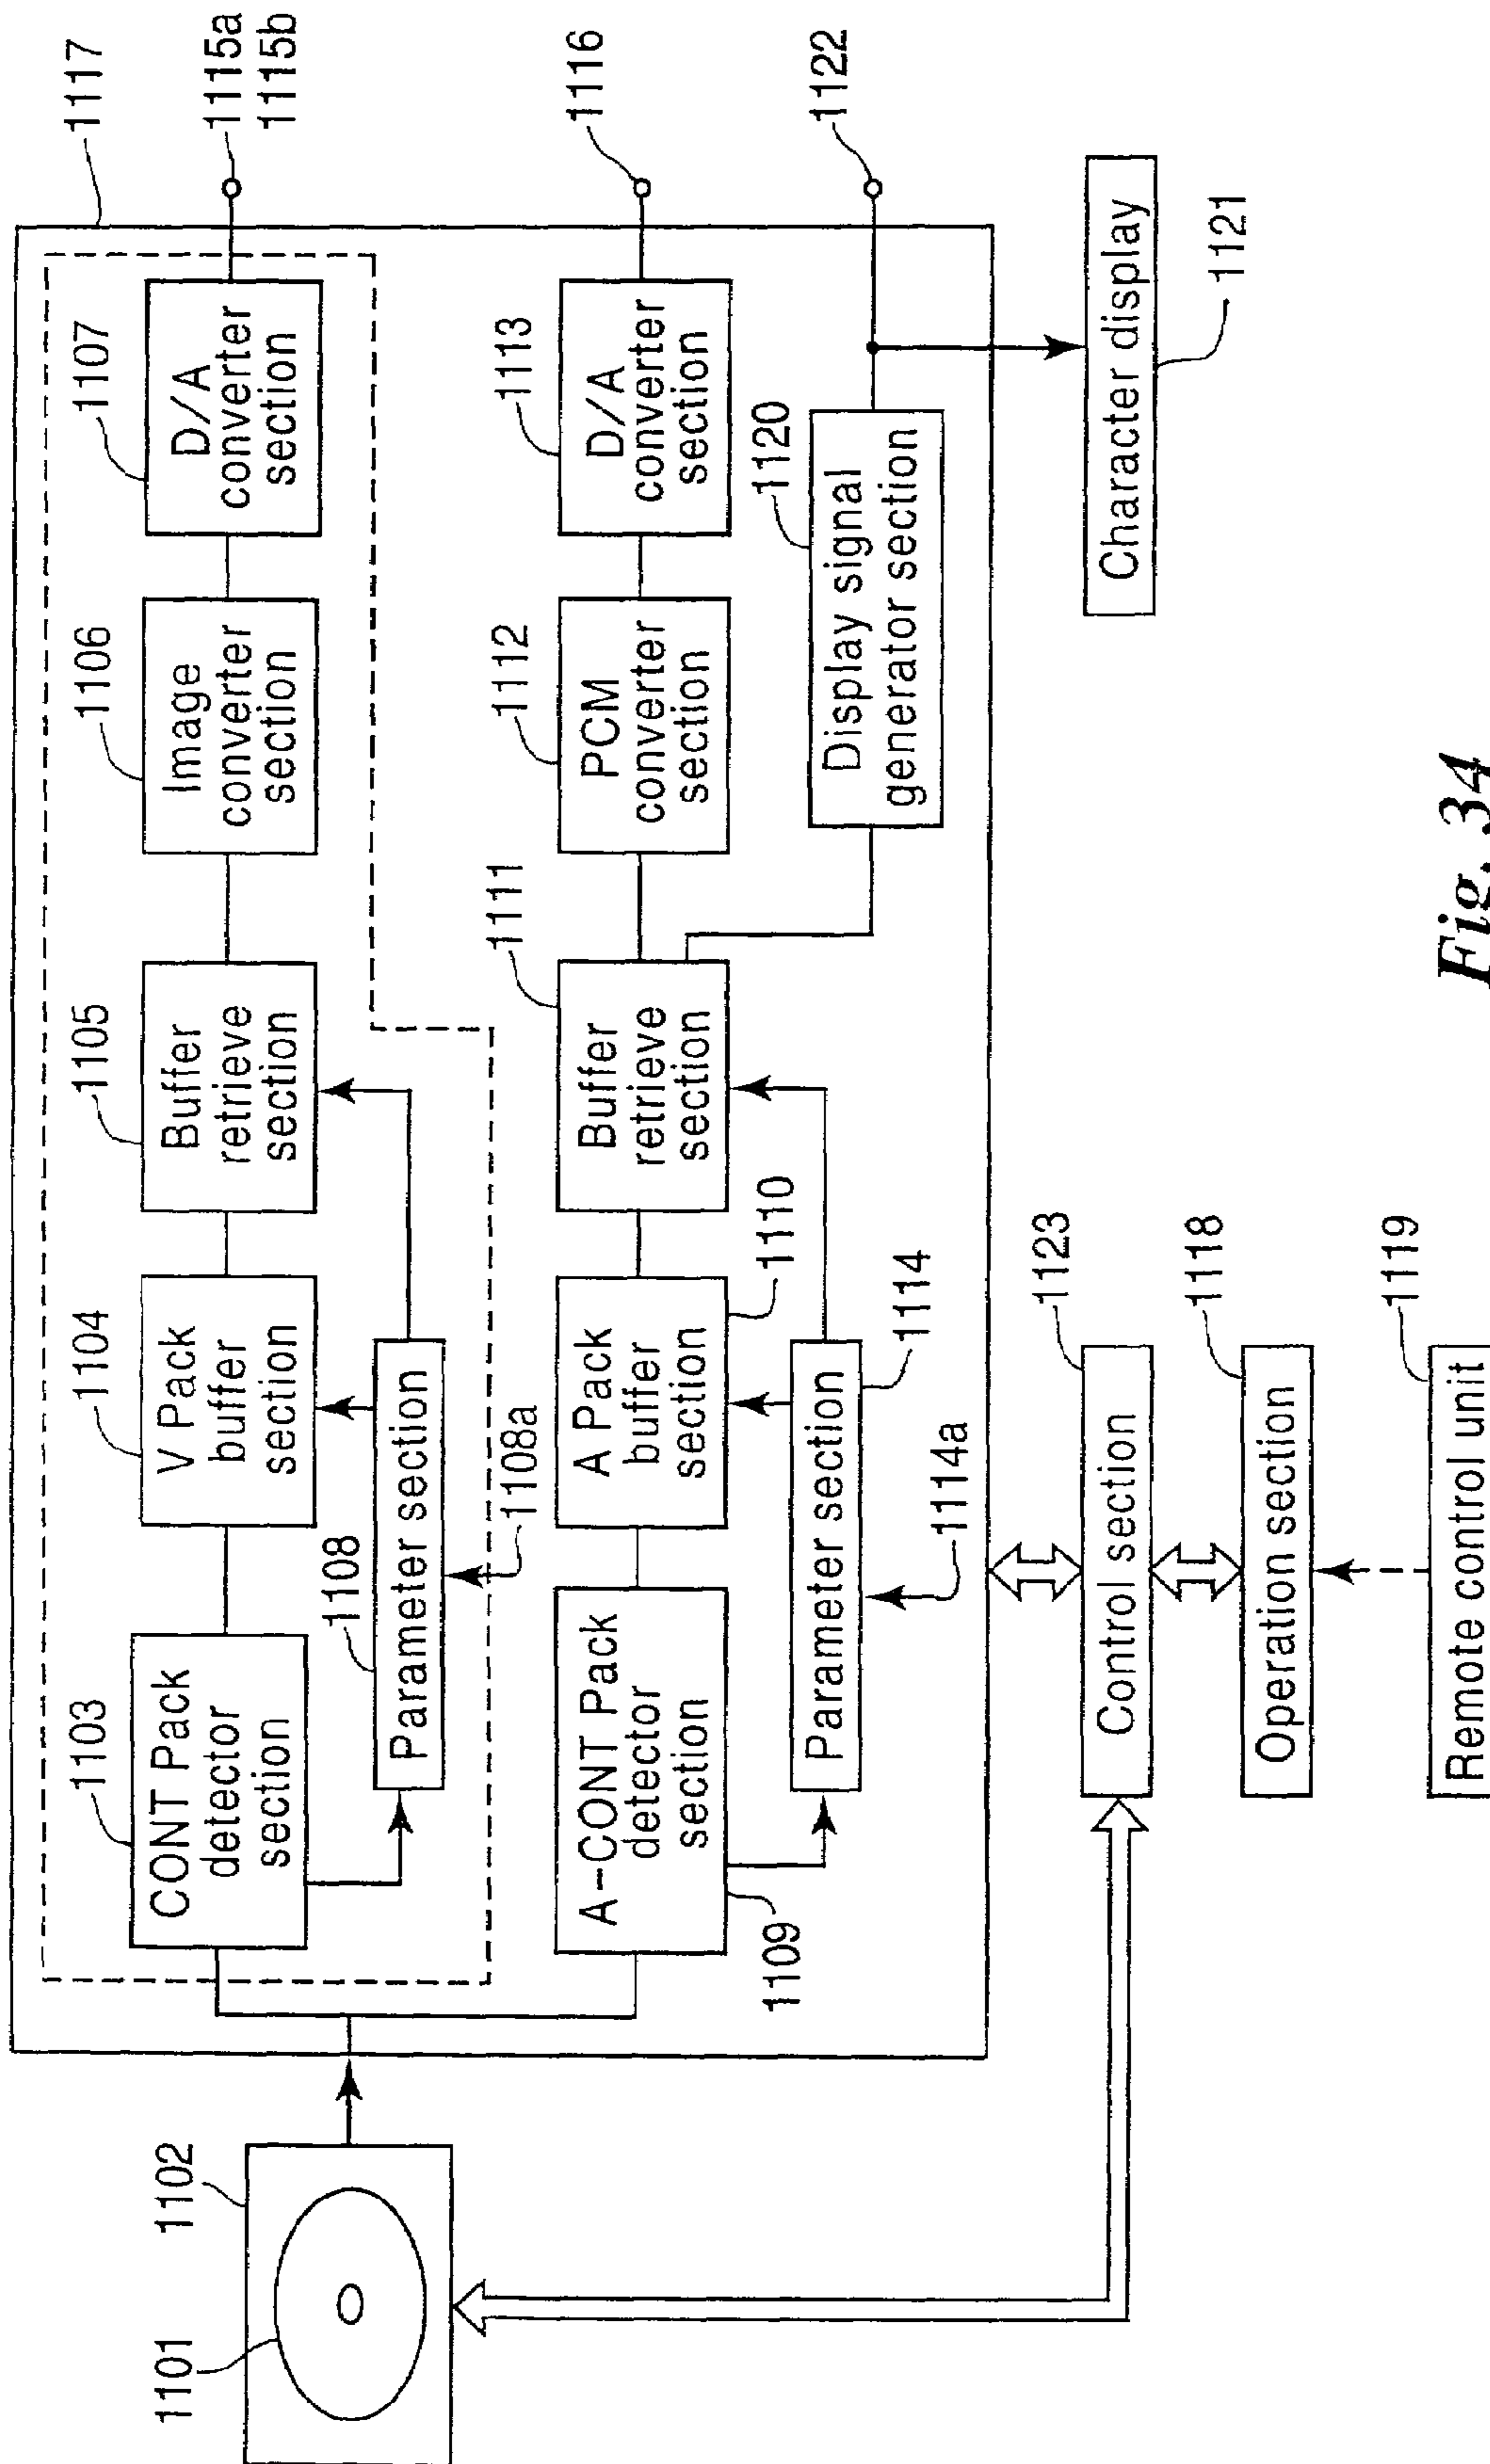 1117
1115a
1115b
1107
D/A
converter
section
1106
Image
converter
section
1105
Buffer
retrieve
section
1104
V Pack
buffer
section
1103
CONT Pack
detector
section
1108
Parameter section
1108a
1102
1101
1116
1113
D/A
converter
section
1112
PCM
converter
section
1111
Buffer
retrieve
section
1110
A Pack
buffer
section
1109
A-CONT Pack
detector
section
1114
Parameter section
1114a
1122
1120
Display signal
generator section
Character display
1121
1123
Control section
1118
Operation section
1119
Remote control unit
Fig. 34